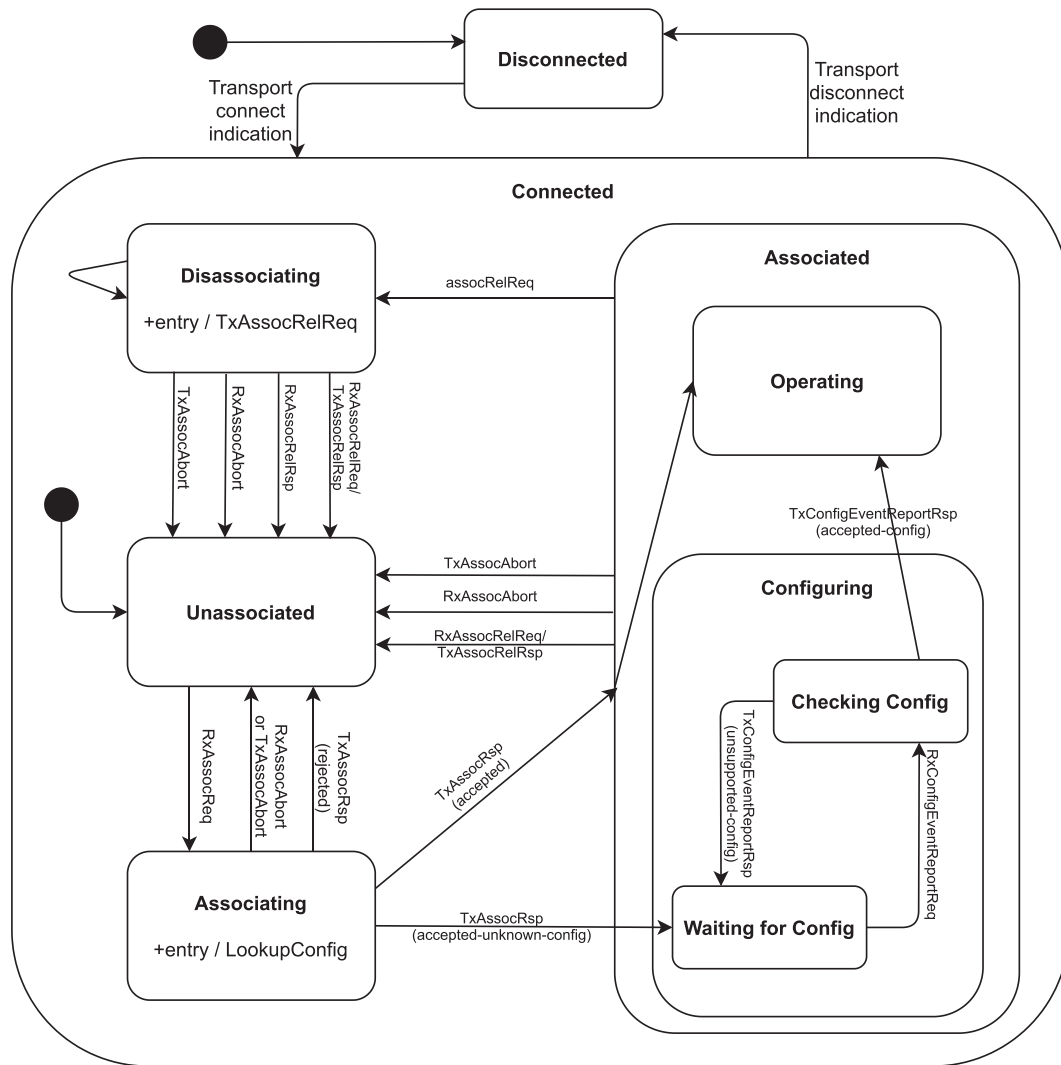 Disconnected
Transport
connect
indication
Transport
disconnect
indication
Connected
Disassociating
+entry / TxAssocRelReq
assocRelReq
Associated
Operating
TxAssocAbort
RxAssocAbort
RxAssocRelRsp
RxAssocRelReq/
TxAssocRelRsp
TxConfigEventReportRsp
(accepted-config)
Unassociated
TxAssocAbort
RxAssocAbort
RxAssocRelReq/
TxAssocRelRsp
Configuring
Checking Config
RxAssocReq
RxAssocAbort
or TxAssocAbort
TxAssocRsp
(rejected)
TxAssocRsp
(accepted)
TxConfigEventReportRsp
(unsupported-config)
RxConfigEventReportReq
Associating
+entry / LookupConfig
TxAssocRsp
(accepted-unknown-config)
Waiting for Config